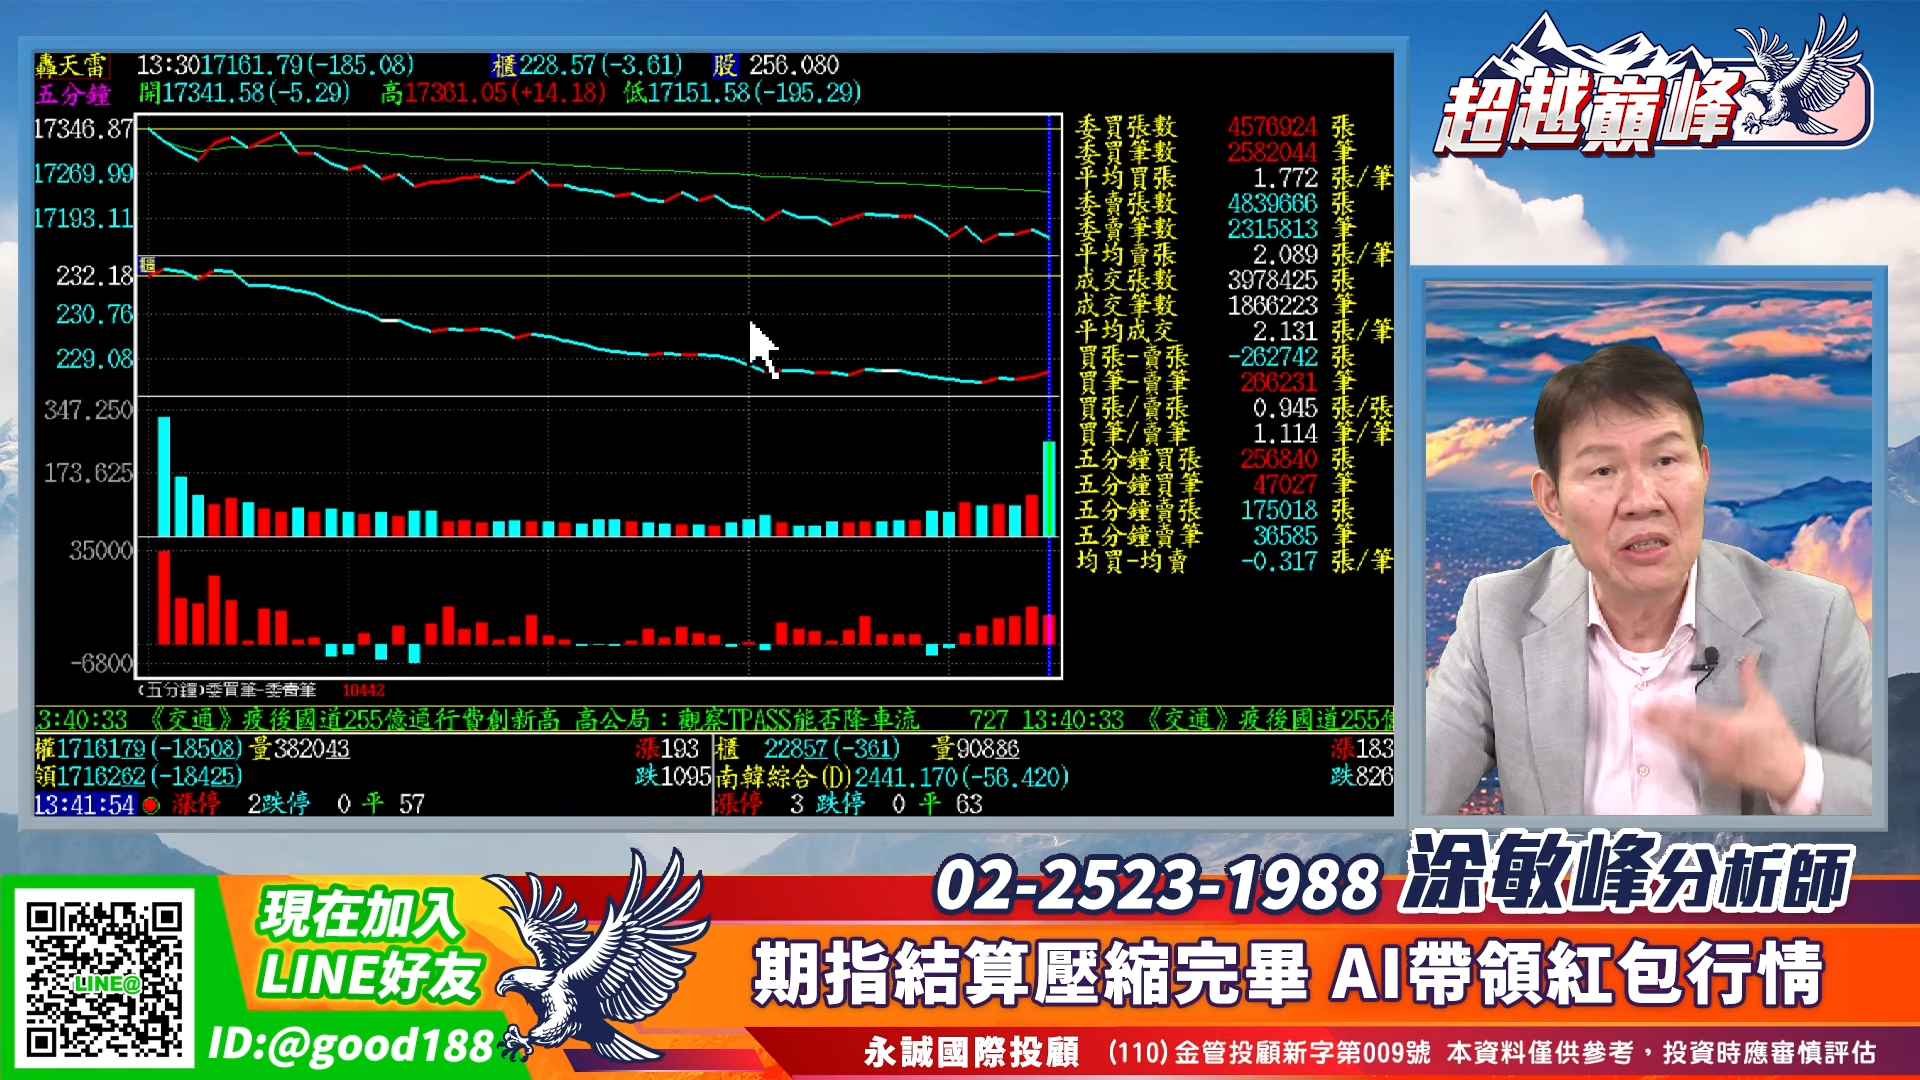 轟天雷 13:3017161.79(-185.08) 櫃228.57(-3.61) 股 256.080
五分鐘 開17341.58(-5.29) 高17361.05(+14.18) 低17151.58(-195.29)
17346.87
17269.99
17193.11
櫃
232.18
230.76
229.08
347.250
173.625
35000
-6800
(五分鐘)委買筆-委賣筆 10442
委買張數 4576924 張
委買筆數 2582044 筆
平均買張 1.772 張/筆
委賣張數 4839666 張
委賣筆數 2315813 筆
平均賣張 2.089 張/筆
成交張數 3978425 張
成交筆數 1866223 筆
平均成交 2.131 張/筆
買張-賣張 -262742 張
買筆-賣筆 266231 筆
買張/賣張 0.945 張/張
買筆/賣筆 1.114 筆/筆
五分鐘買張 256840 張
五分鐘買筆 47027 筆
五分鐘賣張 175018 張
五分鐘賣筆 36585 筆
均買-均賣 -0.317 張/筆
3:40:33 《交通》疫後國道255億通行費創新高 高公局：觀察TPASS能否降車流 727 13:40:33 《交通》疫後國道255億
權1716179(-18508)量382043 漲193 櫃 22857(-361) 量90886 漲183
領1716262(-18425) 跌1095 南韓綜合(D)2441.170(-56.420) 跌826
13:41:54 漲停 2跌停 0 平 57 漲停 3 跌停 0 平 63
超越巔峰
02-2523-1988 涂敏峰分析師
期指結算壓縮完畢 AI帶領紅包行情
永誠國際投顧 (110)金管投顧新字第009號 本資料僅供參考，投資時應審慎評估
現在加入
LINE好友
LINE@
ID:@good188